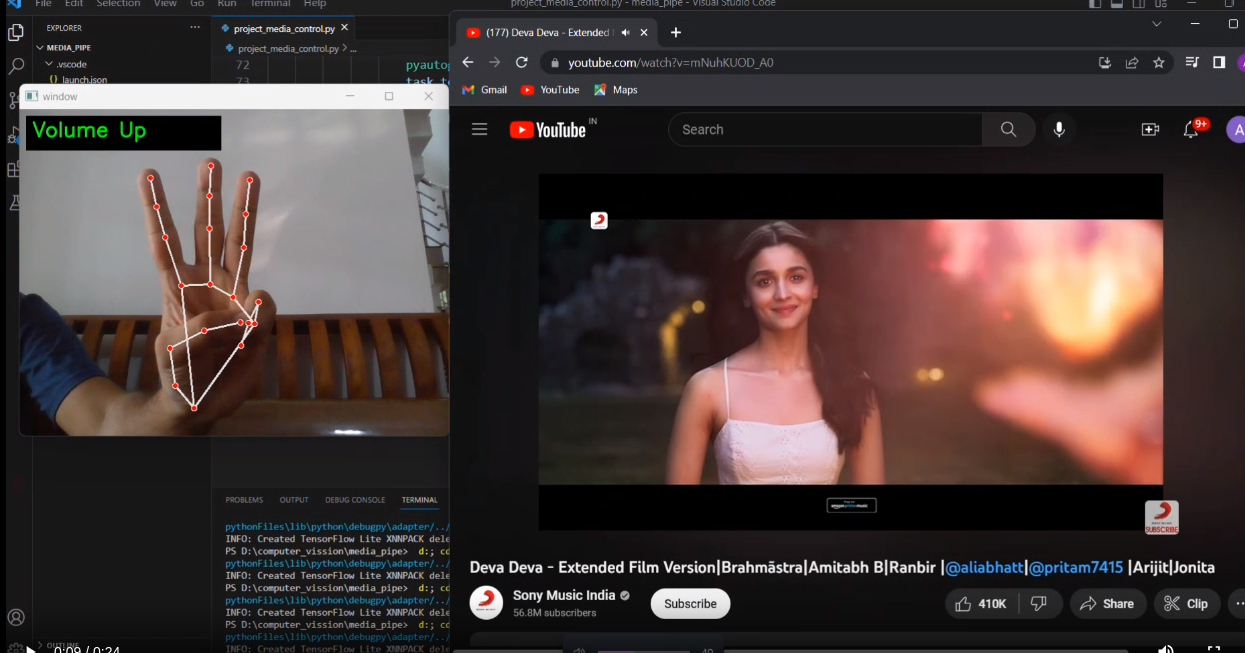 File Edit Selection View Go Run Terminal Help
project_media_control.py - media_pipe - Visual Studio Code
EXPLORER
MEDIA_PIPE
.vscode
launch.json
project_media_control.py
project_media_control.py > ...
72
73
window
Volume Up
PROBLEMS OUTPUT DEBUG CONSOLE TERMINAL
pythonFiles\lib\python\debugpy\adapter/../
INFO: Created TensorFlow Lite XNNPACK dele
PS D:\computer_vission\media_pipe> d:; cd
pythonFiles\lib\python\debugpy\adapter/../
INFO: Created TensorFlow Lite XNNPACK dele
PS D:\computer_vission\media_pipe> d:; cd
pythonFiles\lib\python\debugpy\adapter/../
INFO: Created TensorFlow Lite XNNPACK dele
PS D:\computer_vission\media_pipe> d:; cd
pythonFiles\lib\python\debugpy\adapter/../
INFO: Created TensorFlow Lite XNNPACK dele
OUTLINE
0:09 / 0:24
(177) Deva Deva - Extended
youtube.com/watch?v=mNuhKUOD_A0
Gmail YouTube Maps
YouTube IN
Search
9+
A
SUBSCRIBE
Deva Deva - Extended Film Version|Brahmāstra|Amitabh B|Ranbir |@aliabhatt|@pritam7415 |Arijit|Jonita
Sony Music India
56.8M subscribers
Subscribe
410K
Share
Clip
40